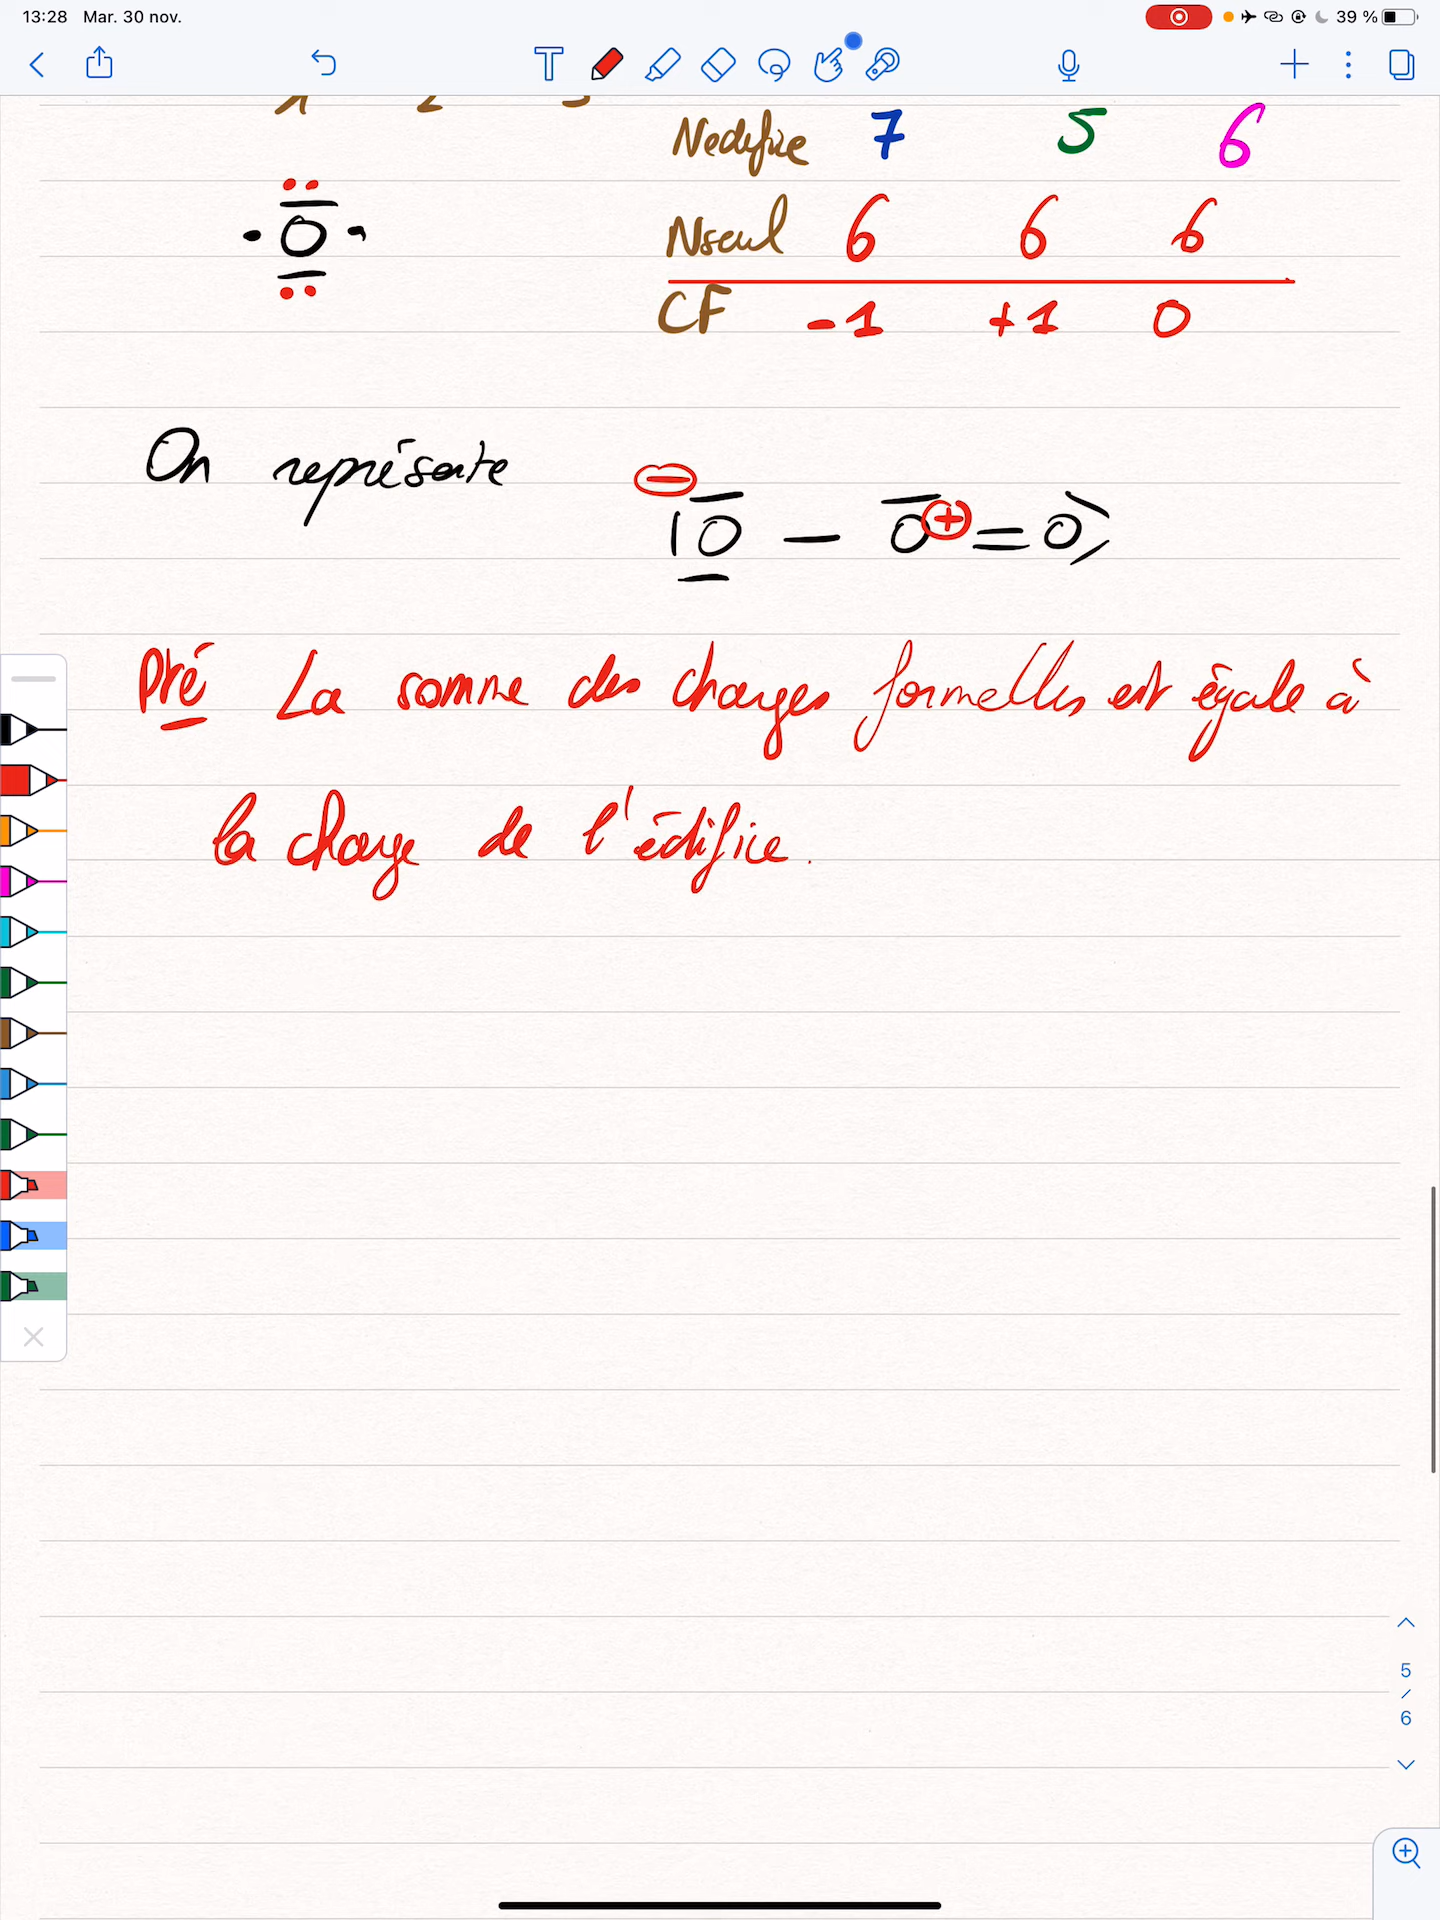 13:28 Mar. 30 nov. 39 %
Nedifice 7 5 6
O
Nseul 6 6 6
CF -1 +1 0
On représente
|O – O = O
Pté La somme des charges formelles est égale à
la charge de l'édifice.
5
/
6